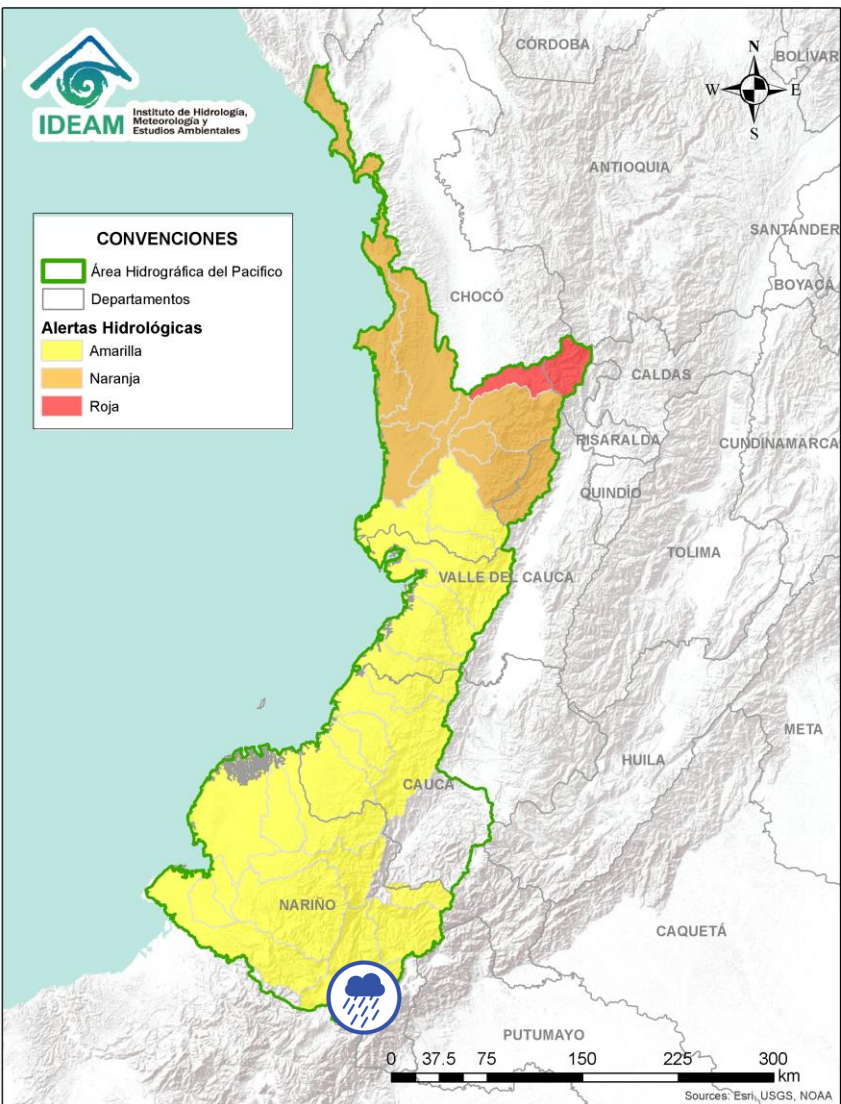 IDEAM
Instituto de Hidrología,
Meteorología y
Estudios Ambientales
CÓRDOBA
BOLÍVAR
N
W
E
S
ANTIOQUIA
SANTANDER
BOYACÁ
CONVENCIONES
Área Hidrográfica del Pacifico
Departamentos
Alertas Hidrológicas
Amarilla
Naranja
Roja
CHOCÓ
CALDAS
RISARALDA
CUNDINAMARCA
QUINDÍO
TOLIMA
VALLE DEL CAUCA
META
HUILA
CAUCA
NARIÑO
CAQUETÁ
PUTUMAYO
0 37.5 75 150 225 300
km
Sources: Esri, USGS, NOAA